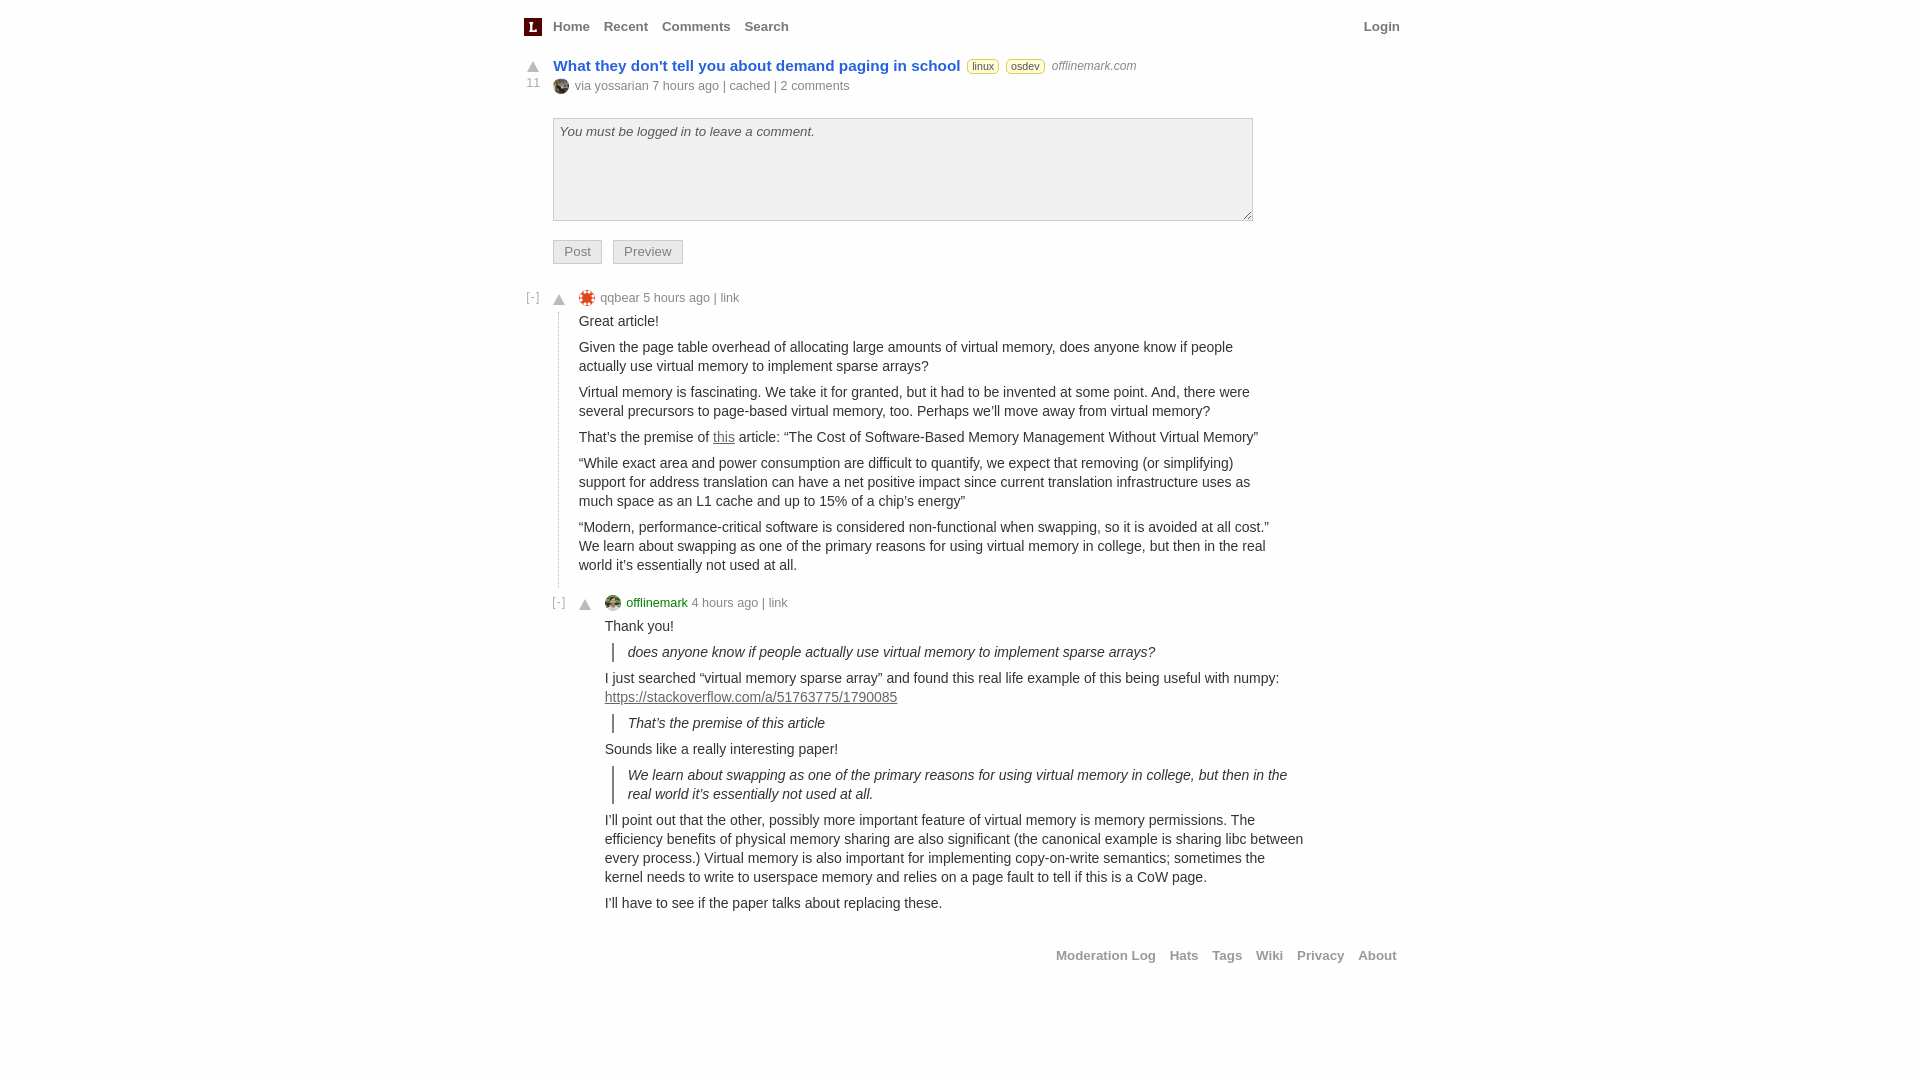 L Home Recent Comments Search Login
What they don't tell you about demand paging in school linux osdev offlinemark.com
11 via yossarian 7 hours ago | cached | 2 comments
You must be logged in to leave a comment.
Post Preview
[-] qqbear 5 hours ago | link
Great article!
Given the page table overhead of allocating large amounts of virtual memory, does anyone know if people
actually use virtual memory to implement sparse arrays?
Virtual memory is fascinating. We take it for granted, but it had to be invented at some point. And, there were
several precursors to page-based virtual memory, too. Perhaps we’ll move away from virtual memory?
That’s the premise of this article: “The Cost of Software-Based Memory Management Without Virtual Memory”
“While exact area and power consumption are difficult to quantify, we expect that removing (or simplifying)
support for address translation can have a net positive impact since current translation infrastructure uses as
much space as an L1 cache and up to 15% of a chip’s energy”
“Modern, performance-critical software is considered non-functional when swapping, so it is avoided at all cost.”
We learn about swapping as one of the primary reasons for using virtual memory in college, but then in the real
world it’s essentially not used at all.
[-] offlinemark 4 hours ago | link
Thank you!
does anyone know if people actually use virtual memory to implement sparse arrays?
I just searched “virtual memory sparse array” and found this real life example of this being useful with numpy:
https://stackoverflow.com/a/51763775/1790085
That’s the premise of this article
Sounds like a really interesting paper!
We learn about swapping as one of the primary reasons for using virtual memory in college, but then in the
real world it’s essentially not used at all.
I’ll point out that the other, possibly more important feature of virtual memory is memory permissions. The
efficiency benefits of physical memory sharing are also significant (the canonical example is sharing libc between
every process.) Virtual memory is also important for implementing copy-on-write semantics; sometimes the
kernel needs to write to userspace memory and relies on a page fault to tell if this is a CoW page.
I’ll have to see if the paper talks about replacing these.
Moderation Log Hats Tags Wiki Privacy About